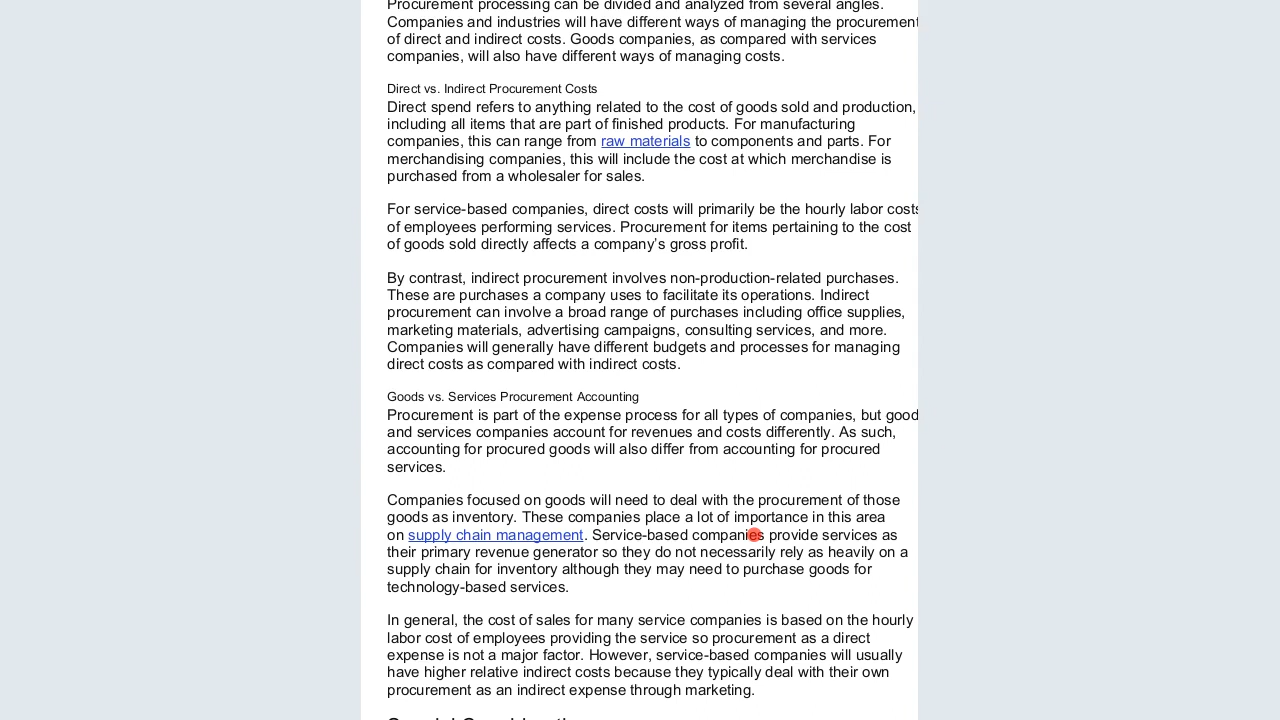 Procurement processing can be divided and analyzed from several angles.
Companies and industries will have different ways of managing the procurement
of direct and indirect costs. Goods companies, as compared with services
companies, will also have different ways of managing costs.
Direct vs. Indirect Procurement Costs
Direct spend refers to anything related to the cost of goods sold and production,
including all items that are part of finished products. For manufacturing
companies, this can range from raw materials to components and parts. For
merchandising companies, this will include the cost at which merchandise is
purchased from a wholesaler for sales.
For service-based companies, direct costs will primarily be the hourly labor costs
of employees performing services. Procurement for items pertaining to the cost
of goods sold directly affects a company’s gross profit.
By contrast, indirect procurement involves non-production-related purchases.
These are purchases a company uses to facilitate its operations. Indirect
procurement can involve a broad range of purchases including office supplies,
marketing materials, advertising campaigns, consulting services, and more.
Companies will generally have different budgets and processes for managing
direct costs as compared with indirect costs.
Goods vs. Services Procurement Accounting
Procurement is part of the expense process for all types of companies, but good
and services companies account for revenues and costs differently. As such,
accounting for procured goods will also differ from accounting for procured
services.
Companies focused on goods will need to deal with the procurement of those
goods as inventory. These companies place a lot of importance in this area
on supply chain management. Service-based companies provide services as
their primary revenue generator so they do not necessarily rely as heavily on a
supply chain for inventory although they may need to purchase goods for
technology-based services.
In general, the cost of sales for many service companies is based on the hourly
labor cost of employees providing the service so procurement as a direct
expense is not a major factor. However, service-based companies will usually
have higher relative indirect costs because they typically deal with their own
procurement as an indirect expense through marketing.